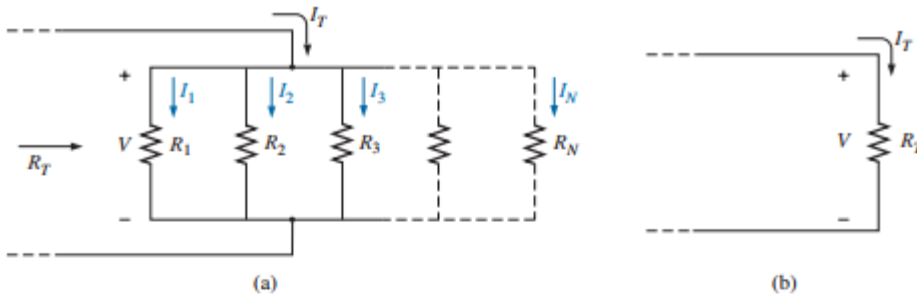 I_T
I_T
+ I_1 I_2 I_3 I_N +
V R_1 R_2 R_3 R_N V
R_T
− −
(a) (b)